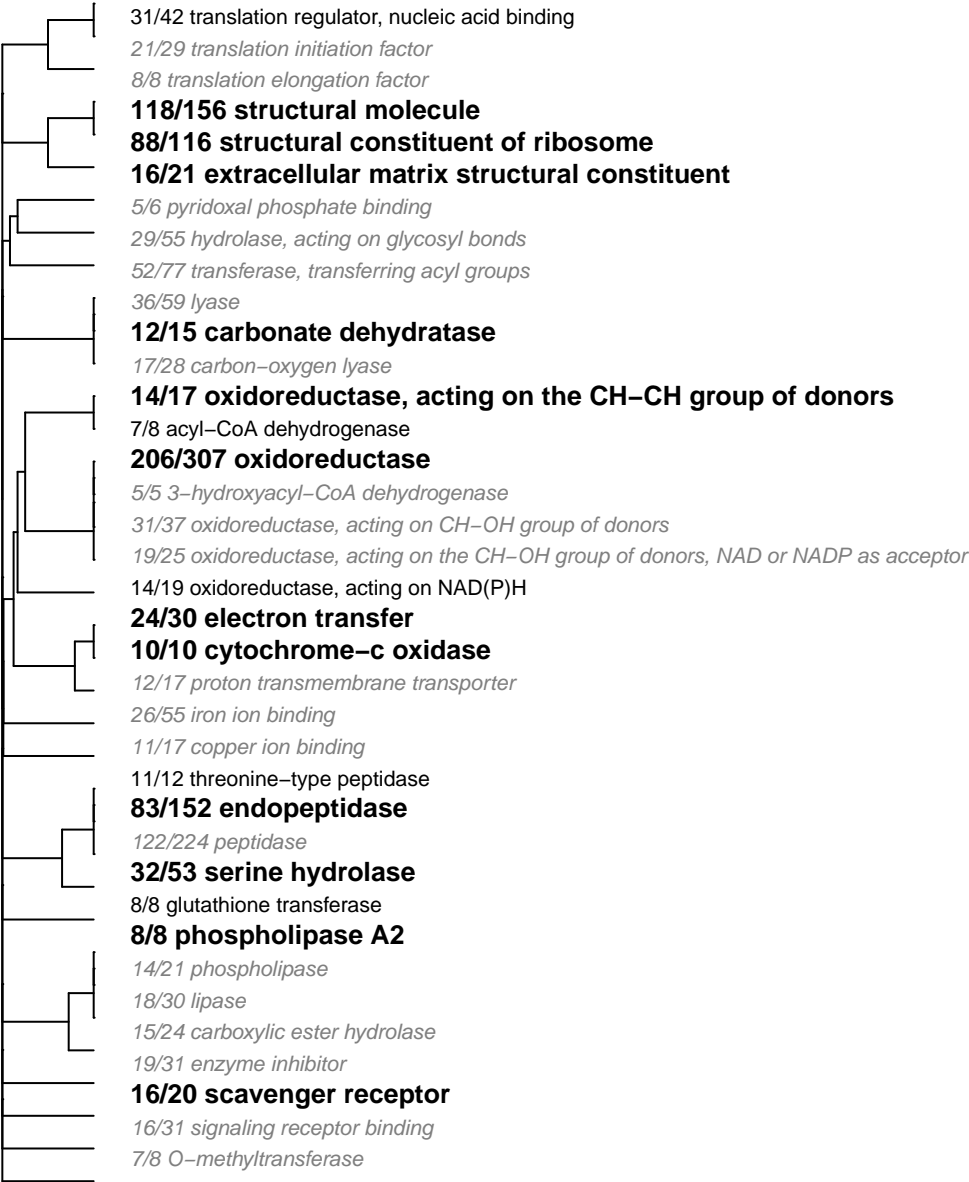 31/42 translation regulator, nucleic acid binding
21/29 translation initiation factor
8/8 translation elongation factor
118/156 structural molecule
88/116 structural constituent of ribosome
16/21 extracellular matrix structural constituent
5/6 pyridoxal phosphate binding
29/55 hydrolase, acting on glycosyl bonds
52/77 transferase, transferring acyl groups
36/59 lyase
12/15 carbonate dehydratase
17/28 carbon−oxygen lyase
14/17 oxidoreductase, acting on the CH−CH group of donors
7/8 acyl−CoA dehydrogenase
206/307 oxidoreductase
5/5 3−hydroxyacyl−CoA dehydrogenase
31/37 oxidoreductase, acting on CH−OH group of donors
19/25 oxidoreductase, acting on the CH−OH group of donors, NAD or NADP as acceptor
14/19 oxidoreductase, acting on NAD(P)H
24/30 electron transfer
10/10 cytochrome−c oxidase
12/17 proton transmembrane transporter
26/55 iron ion binding
11/17 copper ion binding
11/12 threonine−type peptidase
83/152 endopeptidase
122/224 peptidase
32/53 serine hydrolase
8/8 glutathione transferase
8/8 phospholipase A2
14/21 phospholipase
18/30 lipase
15/24 carboxylic ester hydrolase
19/31 enzyme inhibitor
16/20 scavenger receptor
16/31 signaling receptor binding
7/8 O−methyltransferase